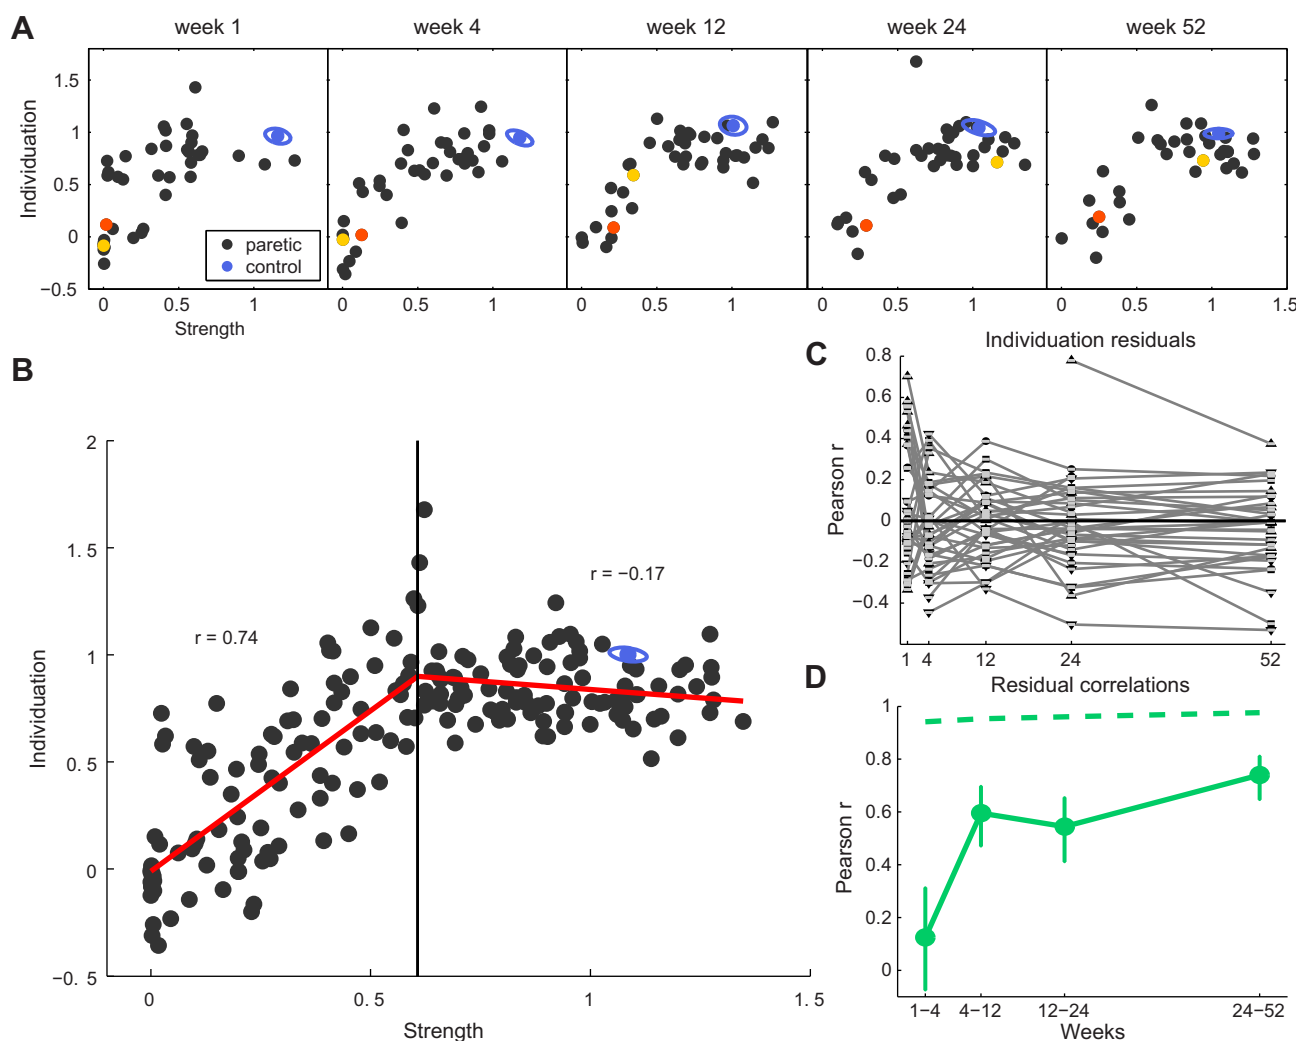 A
week 1
week 4
week 12
week 24
week 52
Individuation
1.5
1
0.5
0
−0.5
paretic
control
0
0.5
1
0
0.5
1
0
0.5
1
0
0.5
1
0
0.5
1
1.5
Strength
B
2
1.5
1
0.5
0
−0. 5
Individuation
r = 0.74
r = −0.17
0
0.5
1
1. 5
Strength
C
Individuation residuals
0.8
0.6
0.4
0.2
0
−0.2
−0.4
Pearson r
1
4
12
24
52
D
Residual correlations
1
0.8
0.6
0.4
0.2
0
Pearson r
1−4
4−12
12−24
24−52
Weeks